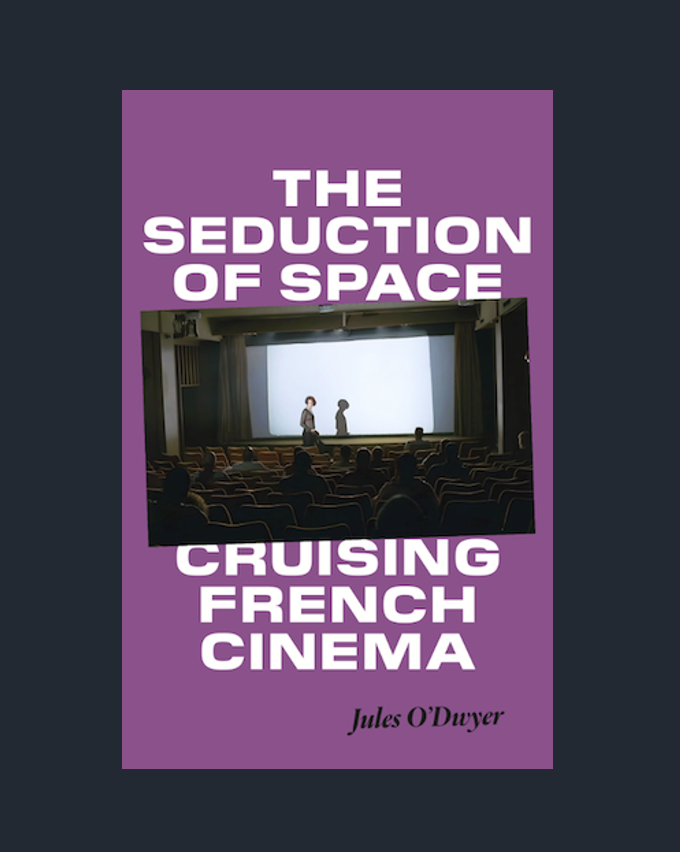 THE
SEDUCTION
OF SPACE
CRUISING
FRENCH
CINEMA
Jules O'Dwyer